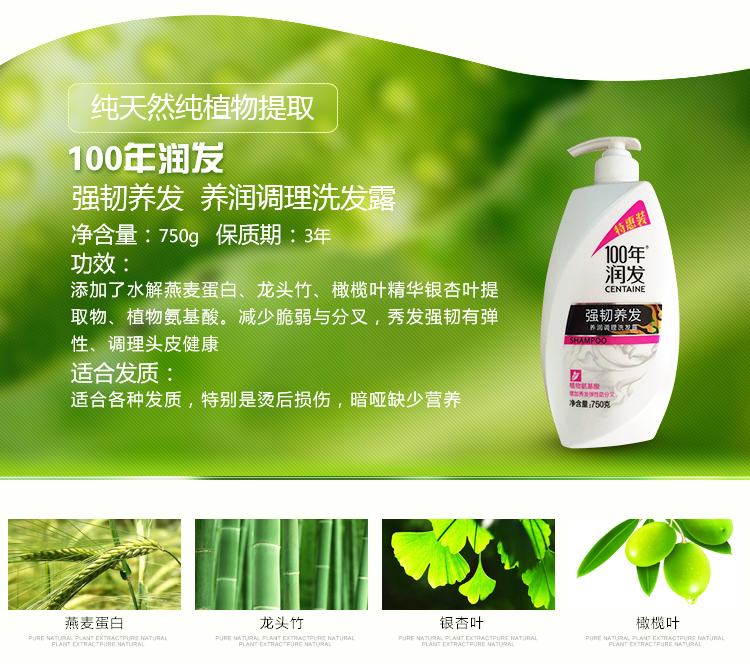 纯天然纯植物提取
100年润发
强韧养发 养润调理洗发露
净含量：750g 保质期：3年
功效：
添加了水解燕麦蛋白、龙头竹、橄榄叶精华银杏叶提
取物、植物氨基酸。减少脆弱与分叉，秀发强韧有弹
性、调理头皮健康
适合发质：
适合各种发质，特别是烫后损伤，暗哑缺少营养
特惠装
100年®
润发
CENTAINE
强韧养发
养润调理洗发露
SHAMPOO
植物氨基酸
添加秀发弹性防分叉
净含量:750克
燕麦蛋白
PURE NATURAL PLANT EXTRACTPURE NATURAL
PLANT EXTRACTPURE NATURAL
龙头竹
PURE NATURAL PLANT EXTRACTPURE NATURAL
PLANT EXTRACTPURE NATURAL
银杏叶
PURE NATURAL PLANT EXTRACTPURE NATURAL
PLANT EXTRACTPURE NATURAL
橄榄叶
PURE NATURAL PLANT EXTRACTPURE NATURAL
PLANT EXTRACTPURE NATURAL